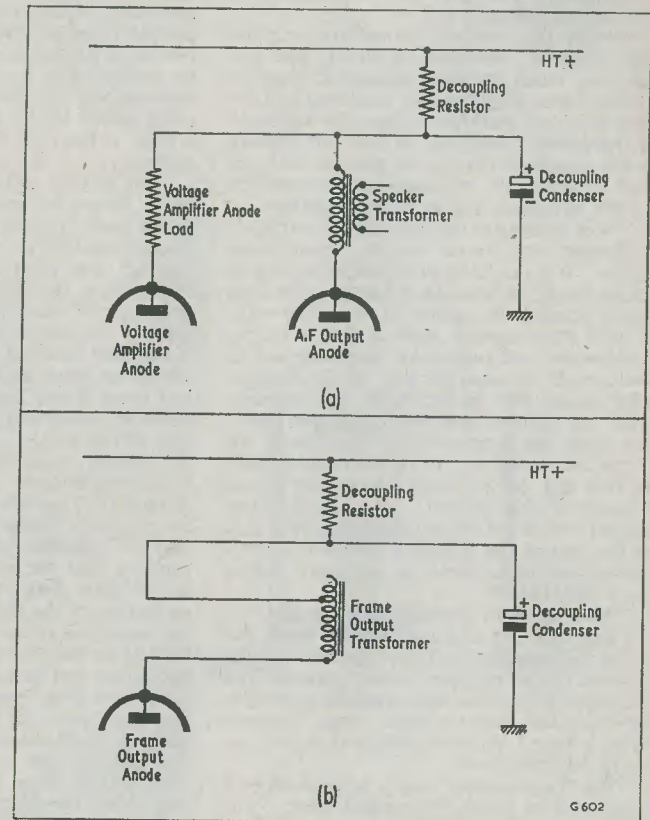 HT+
Decoupling
Resistor
Voltage
Amplifier Anode
Load
Speaker
Transformer
+
Decoupling
Condenser
-
Voltage
Amplifier
Anode
A.F Output
Anode
(a)
HT+
Decoupling
Resistor
Frame
Output
Transformer
+
Decoupling
Condenser
-
Frame
Output
Anode
(b)
G602